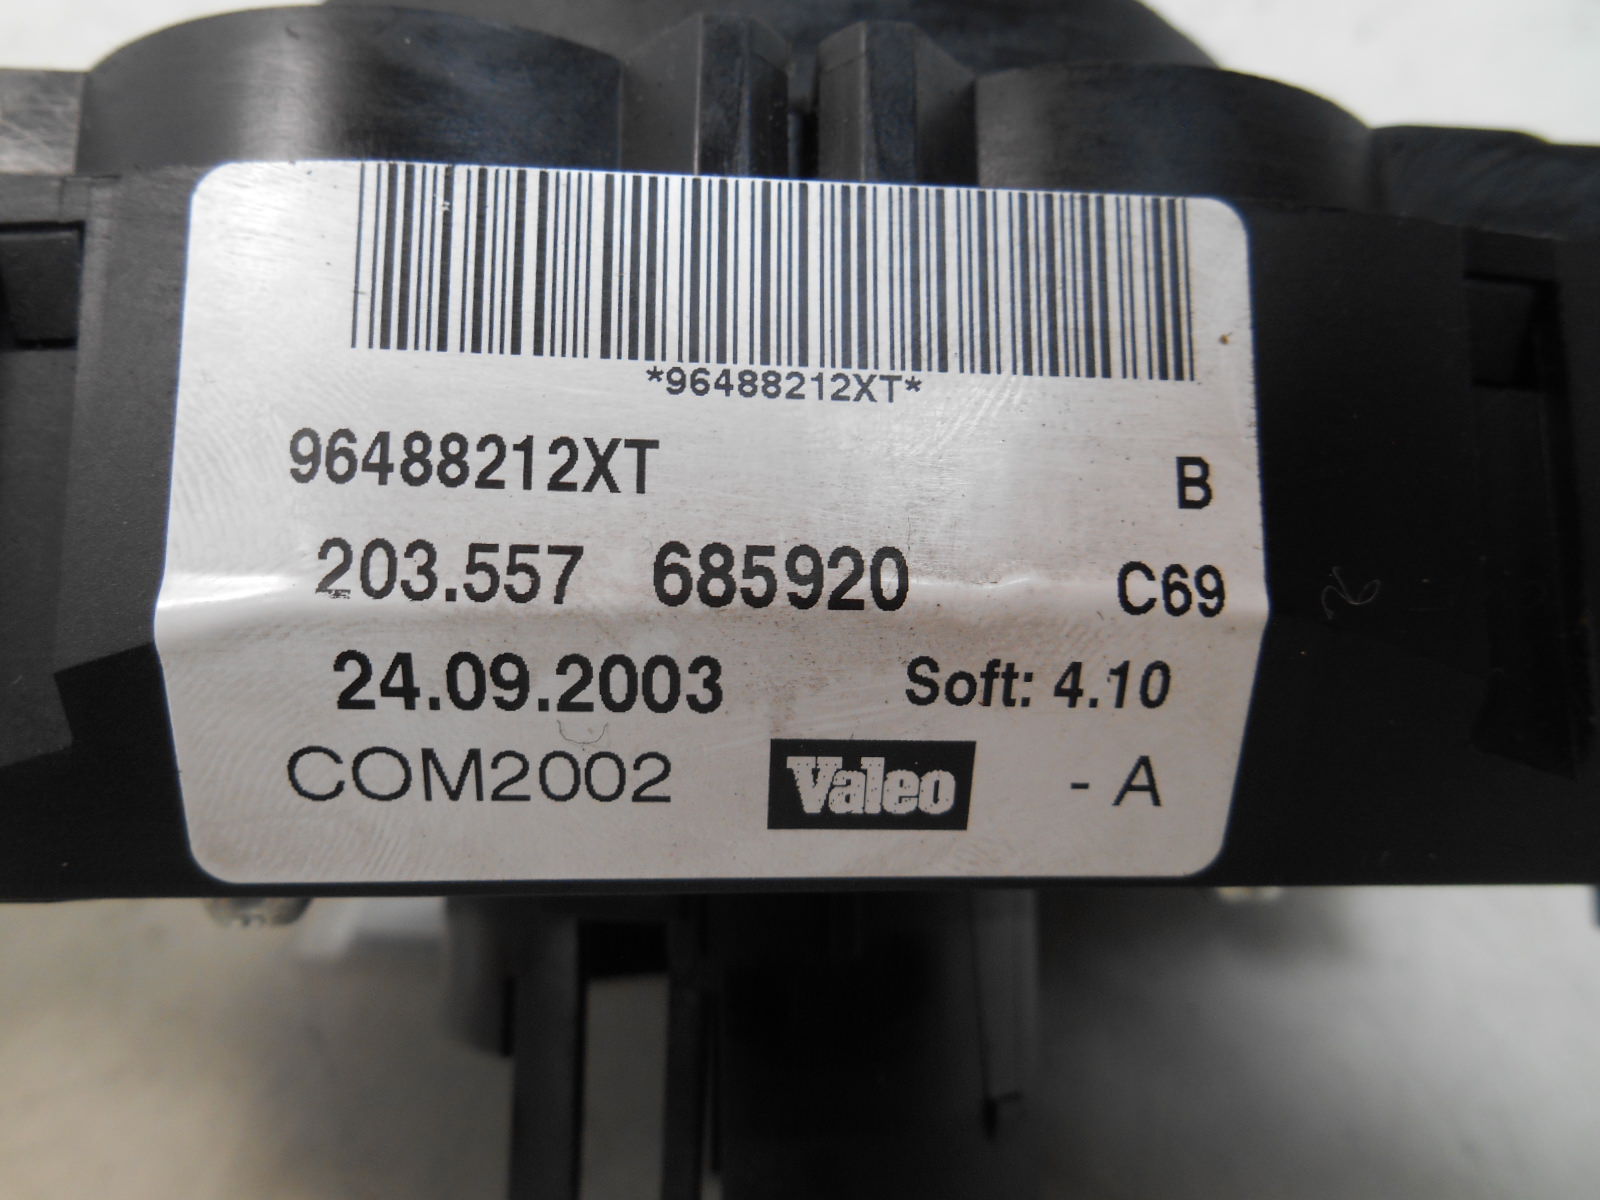 *96488212XT*
96488212XT B
203.557 685920 C69
24.09.2003 Soft: 4.10
COM2002 Valeo - A